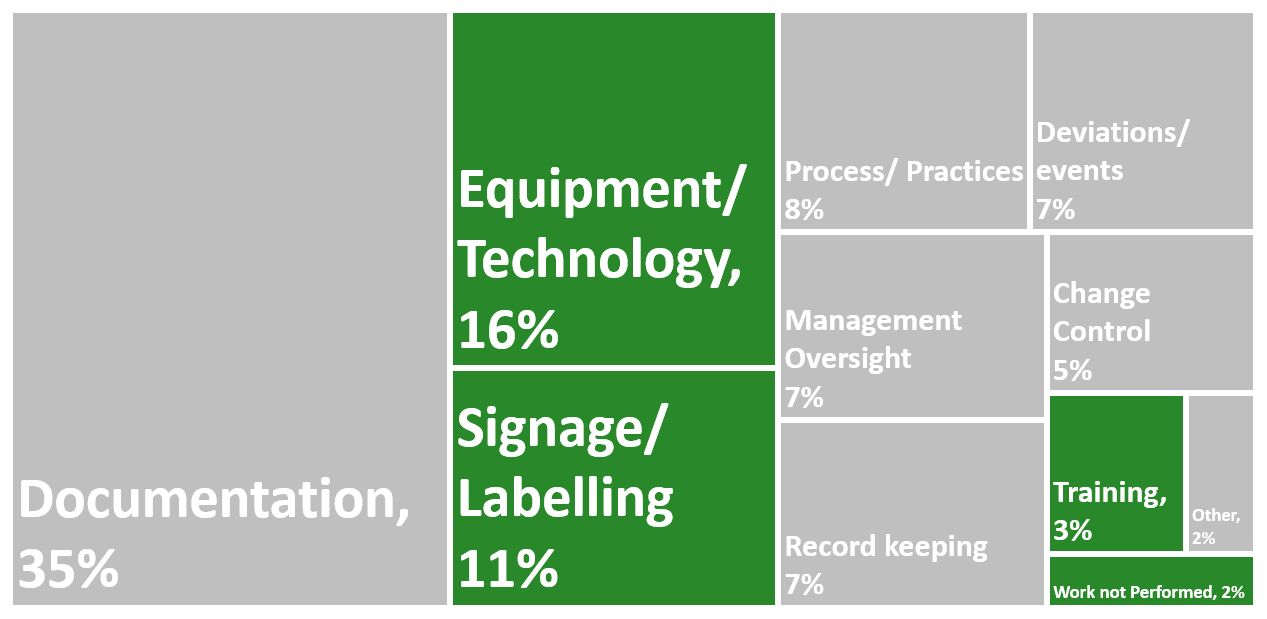 Documentation,
35%
Equipment/
Technology,
16%
Signage/
Labelling
11%
Process/ Practices
8%
Deviations/
events
7%
Management
Oversight
7%
Change
Control
5%
Record keeping
7%
Training,
3%
Other,
2%
Work not Performed, 2%